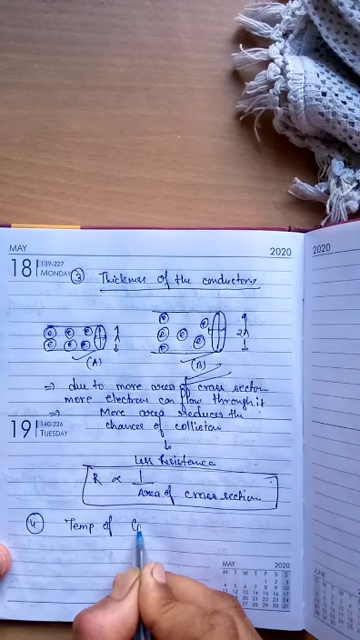 MAY 2020 2020
18 139-227
MONDAY ③ Thickness of the conductors
(A) (B)
⇒ due to more area of cross section
more electron can flow through it
19 140-226
TUESDAY
⇒ More area reduces the
chances of collision
↓
Less Resistance
R ∝ 1 / Area of cross section
④ Temp of
MAY 2020
M T W T F S S